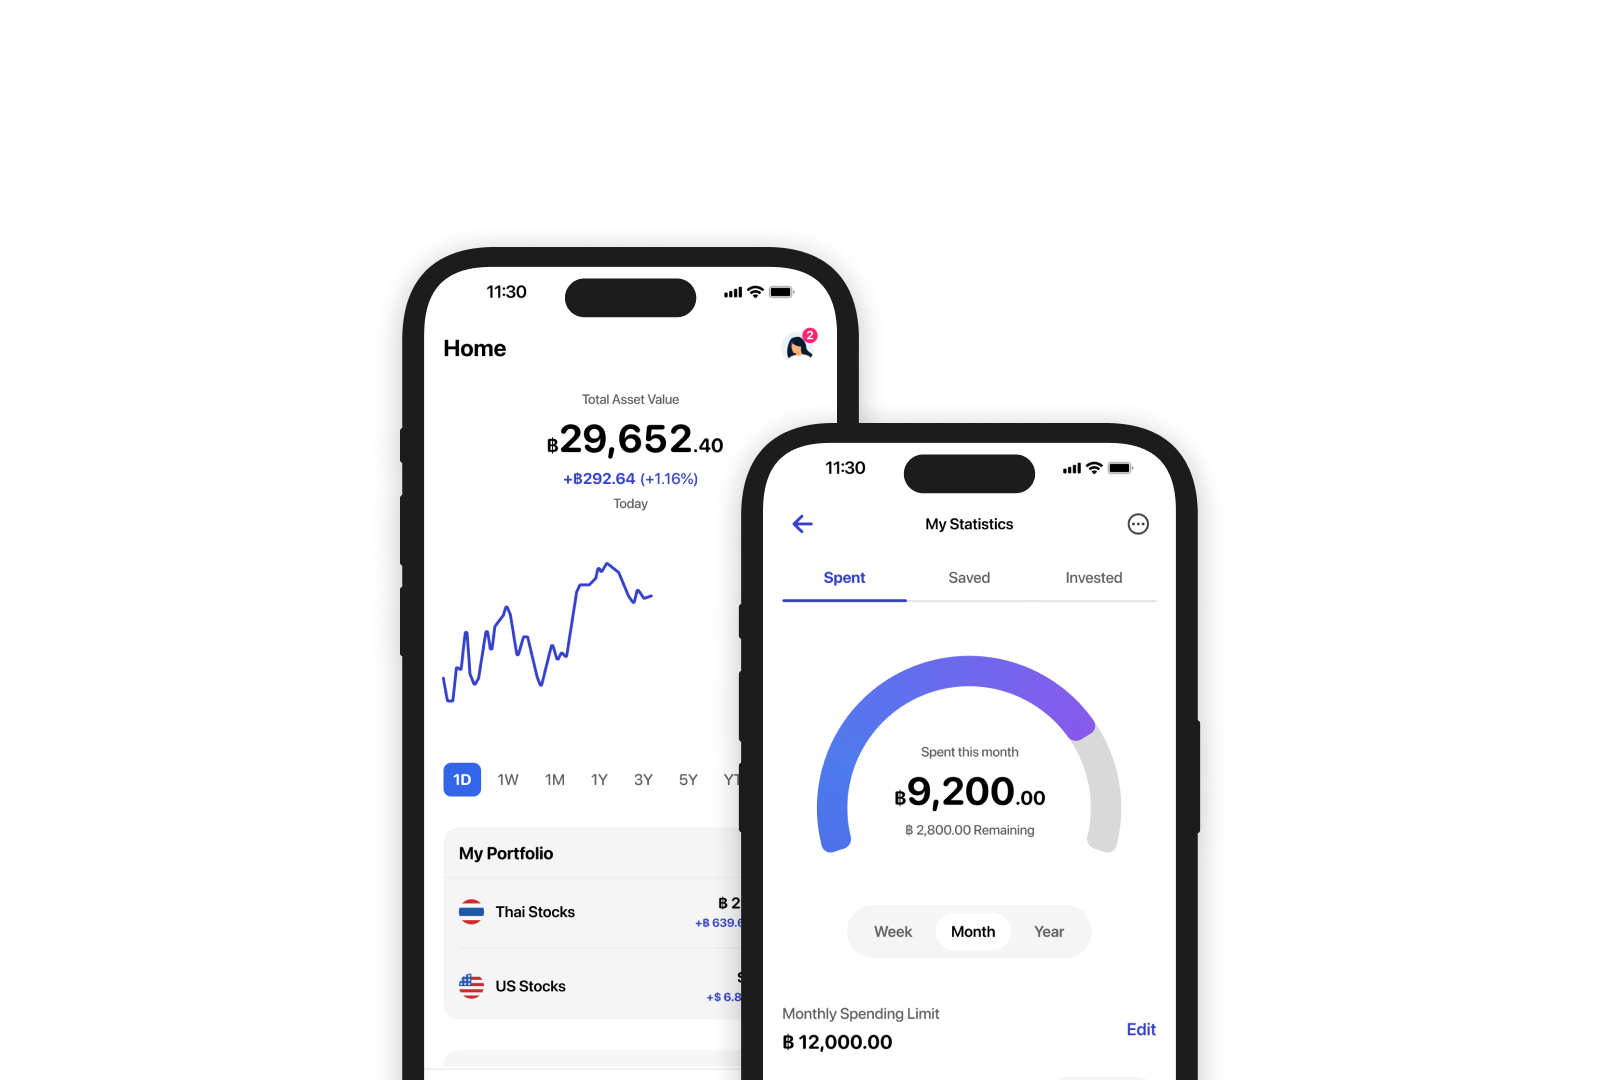 11:30
Home
2
Total Asset Value
฿29,652.40
+฿292.64 (+1.16%)
Today
1D 1W 1M 1Y 3Y 5Y
My Portfolio
Thai Stocks
฿ 2
+฿ 639.
US Stocks
+$ 6.8
11:30
My Statistics
Spent Saved Invested
Spent this month
฿9,200.00
฿ 2,800.00 Remaining
Week Month Year
Monthly Spending Limit
฿ 12,000.00
Edit